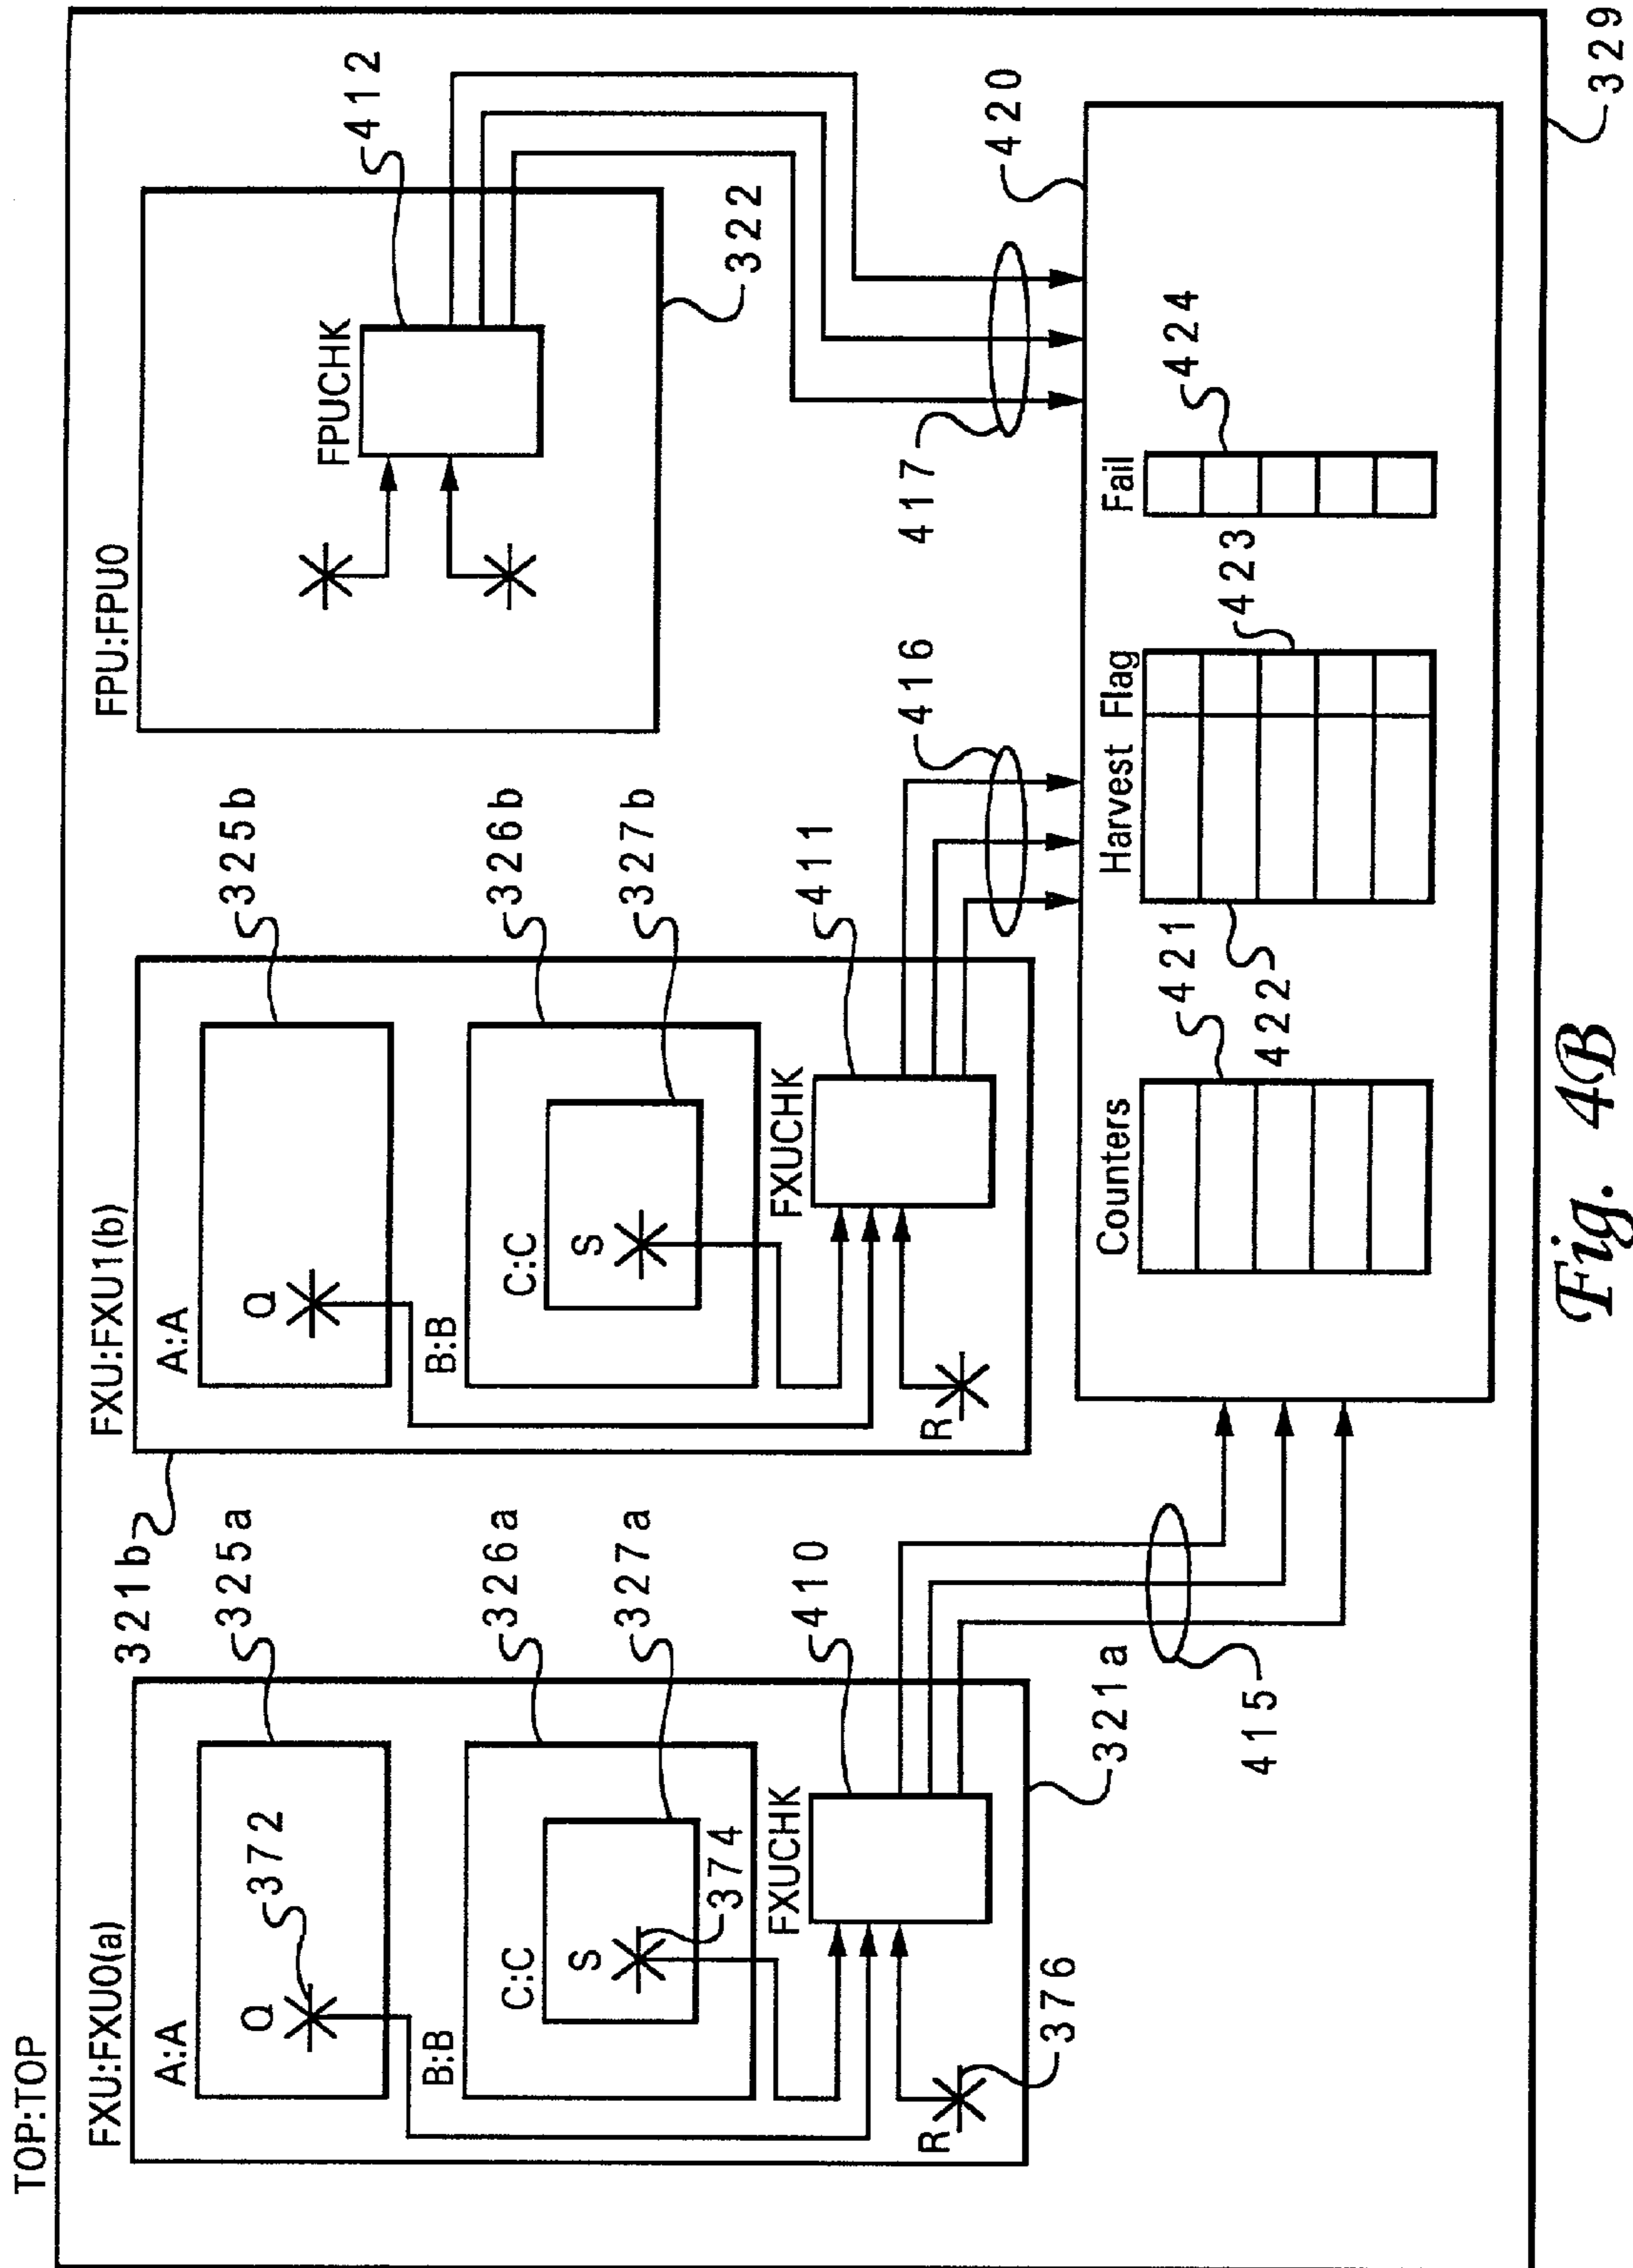 TOP:TOP
FXU:FXU0(a)
A:A
Q
372
325a
B:B
C:C
S
374
326a
327a
FXUCHK
410
R
376
321a
415
321b
FXU:FXU1(b)
A:A
Q
325b
B:B
C:C
S
326b
327b
FXUCHK
411
R
416
FPU:FPU0
FPUCHK
412
322
417
420
Counters
421
422
Harvest Flag
423
Fail
424
329
Fig. 4B